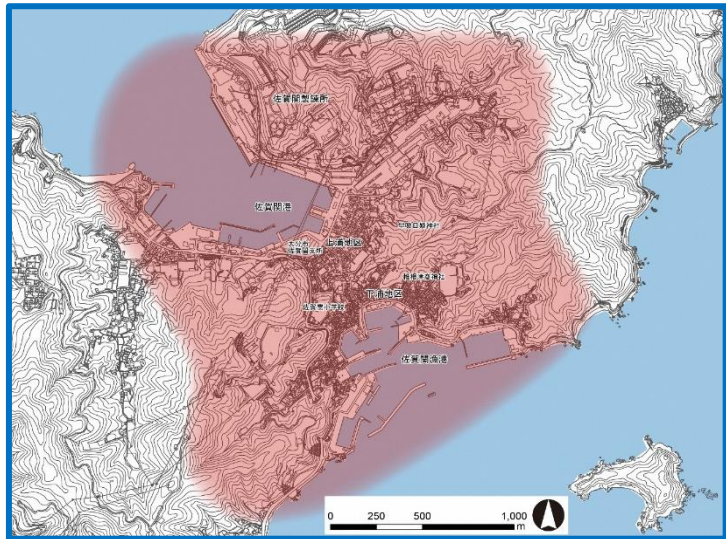 佐賀関製錬所
佐賀関港
早吸日女神社
大分市
佐賀関支所
上浦地区
椎根津彦神社
下浦地区
佐賀関小学校
佐賀関漁港
0 250 500 1,000
m